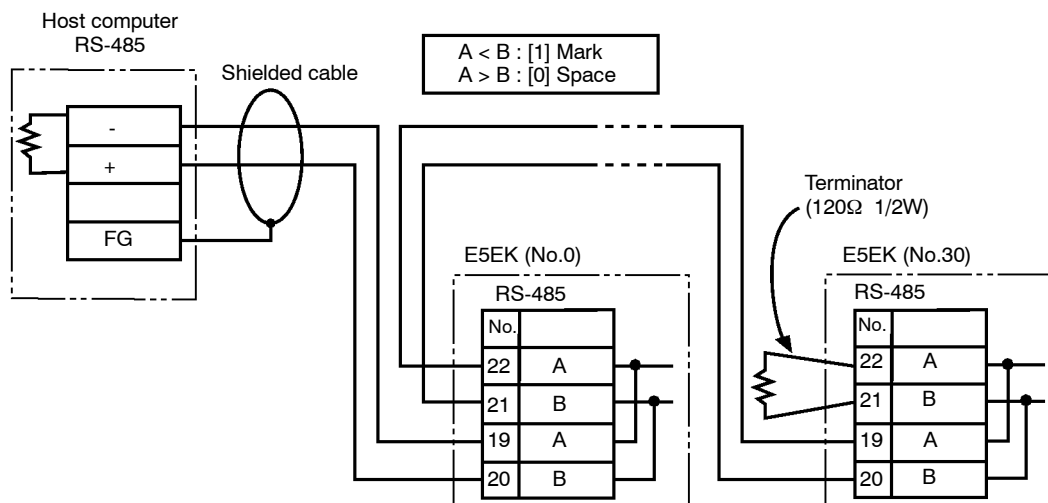 Host computer
RS-485
-
+
FG
Shielded cable
A < B : [1] Mark
A > B : [0] Space
Terminator
(120Ω 1/2W)
E5EK (No.0)
RS-485
No.
22 A
21 B
19 A
20 B
E5EK (No.30)
RS-485
No.
22 A
21 B
19 A
20 B